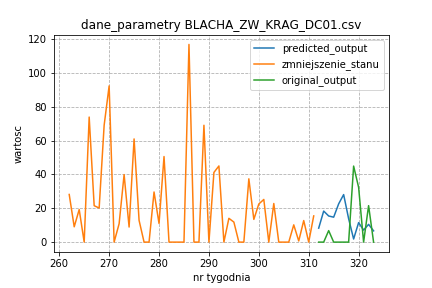 dane_parametry BLACHA_ZW_KRAG_DC01.csv
120
100
80
60
40
20
0
wartosc
predicted_output
zmniejszenie_stanu
original_output
260 270 280 290 300 310 320
nr tygodnia